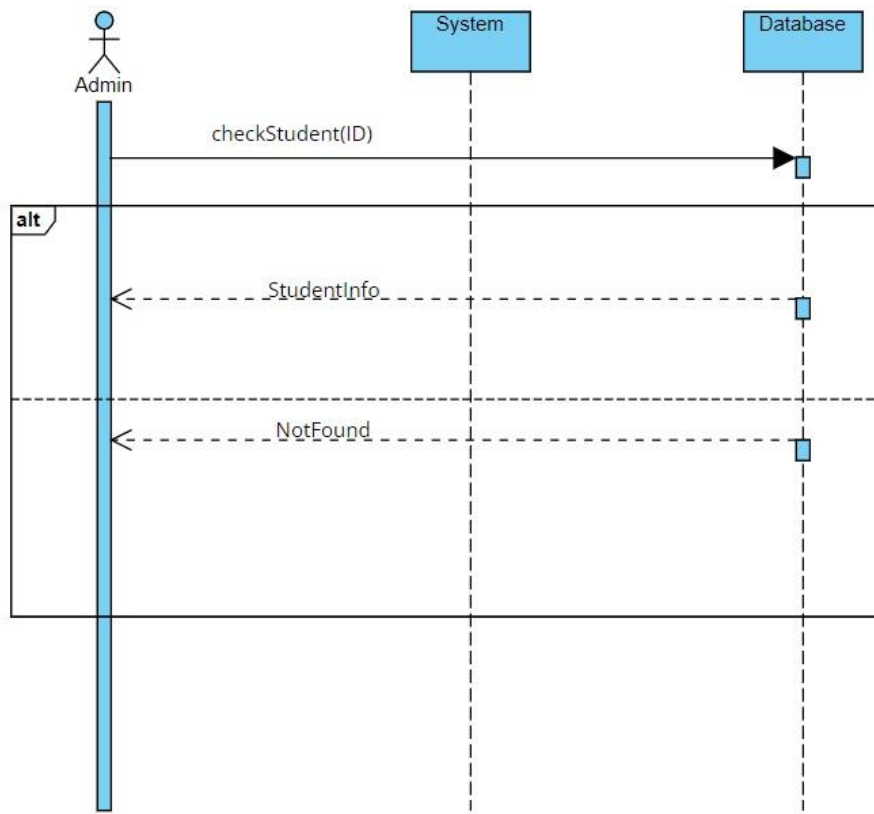 System
Database
Admin
checkStudent(ID)
alt
StudentInfo
NotFound